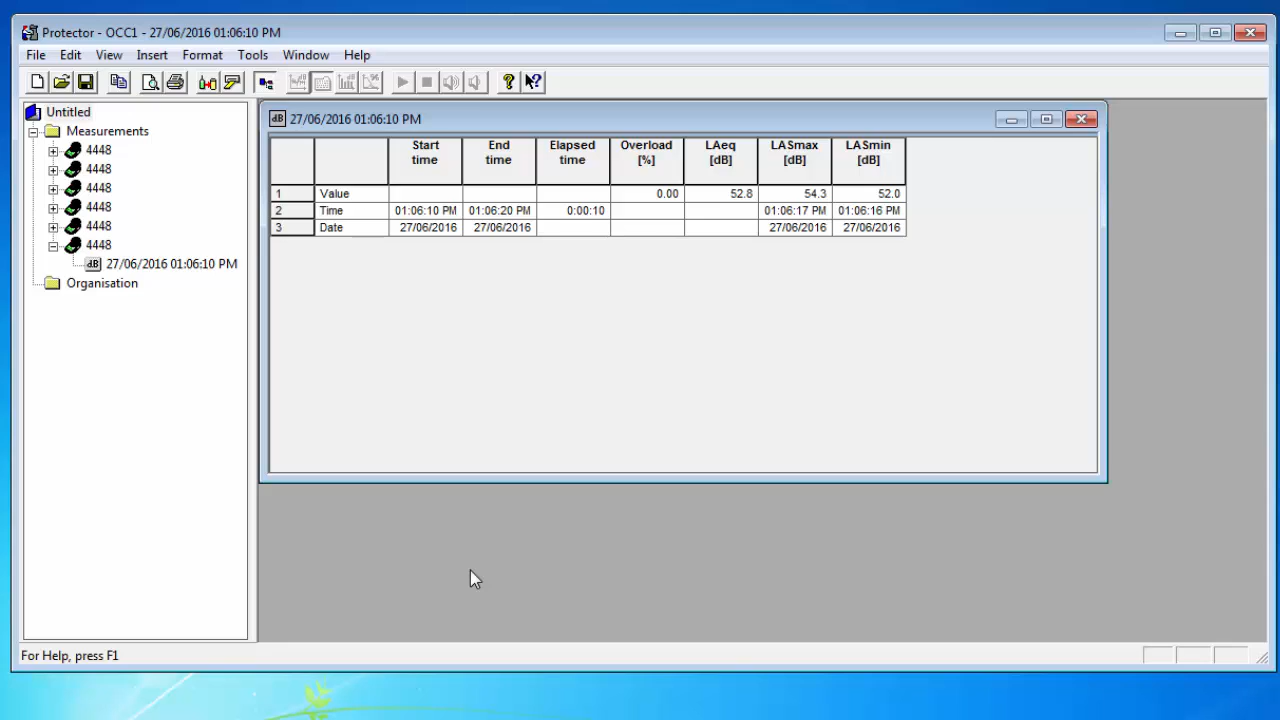 Protector - OCC1 - 27/06/2016 01:06:10 PM
File Edit View Insert Format Tools Window Help
Untitled
Measurements
4448
4448
4448
4448
4448
4448
dB 27/06/2016 01:06:10 PM
Organisation
dB 27/06/2016 01:06:10 PM
Start time End time Elapsed time Overload [%] LAeq [dB] LASmax [dB] LASmin [dB]
1 Value 0.00 52.8 54.3 52.0
2 Time 01:06:10 PM 01:06:20 PM 0:00:10 01:06:17 PM 01:06:16 PM
3 Date 27/06/2016 27/06/2016 27/06/2016 27/06/2016
For Help, press F1